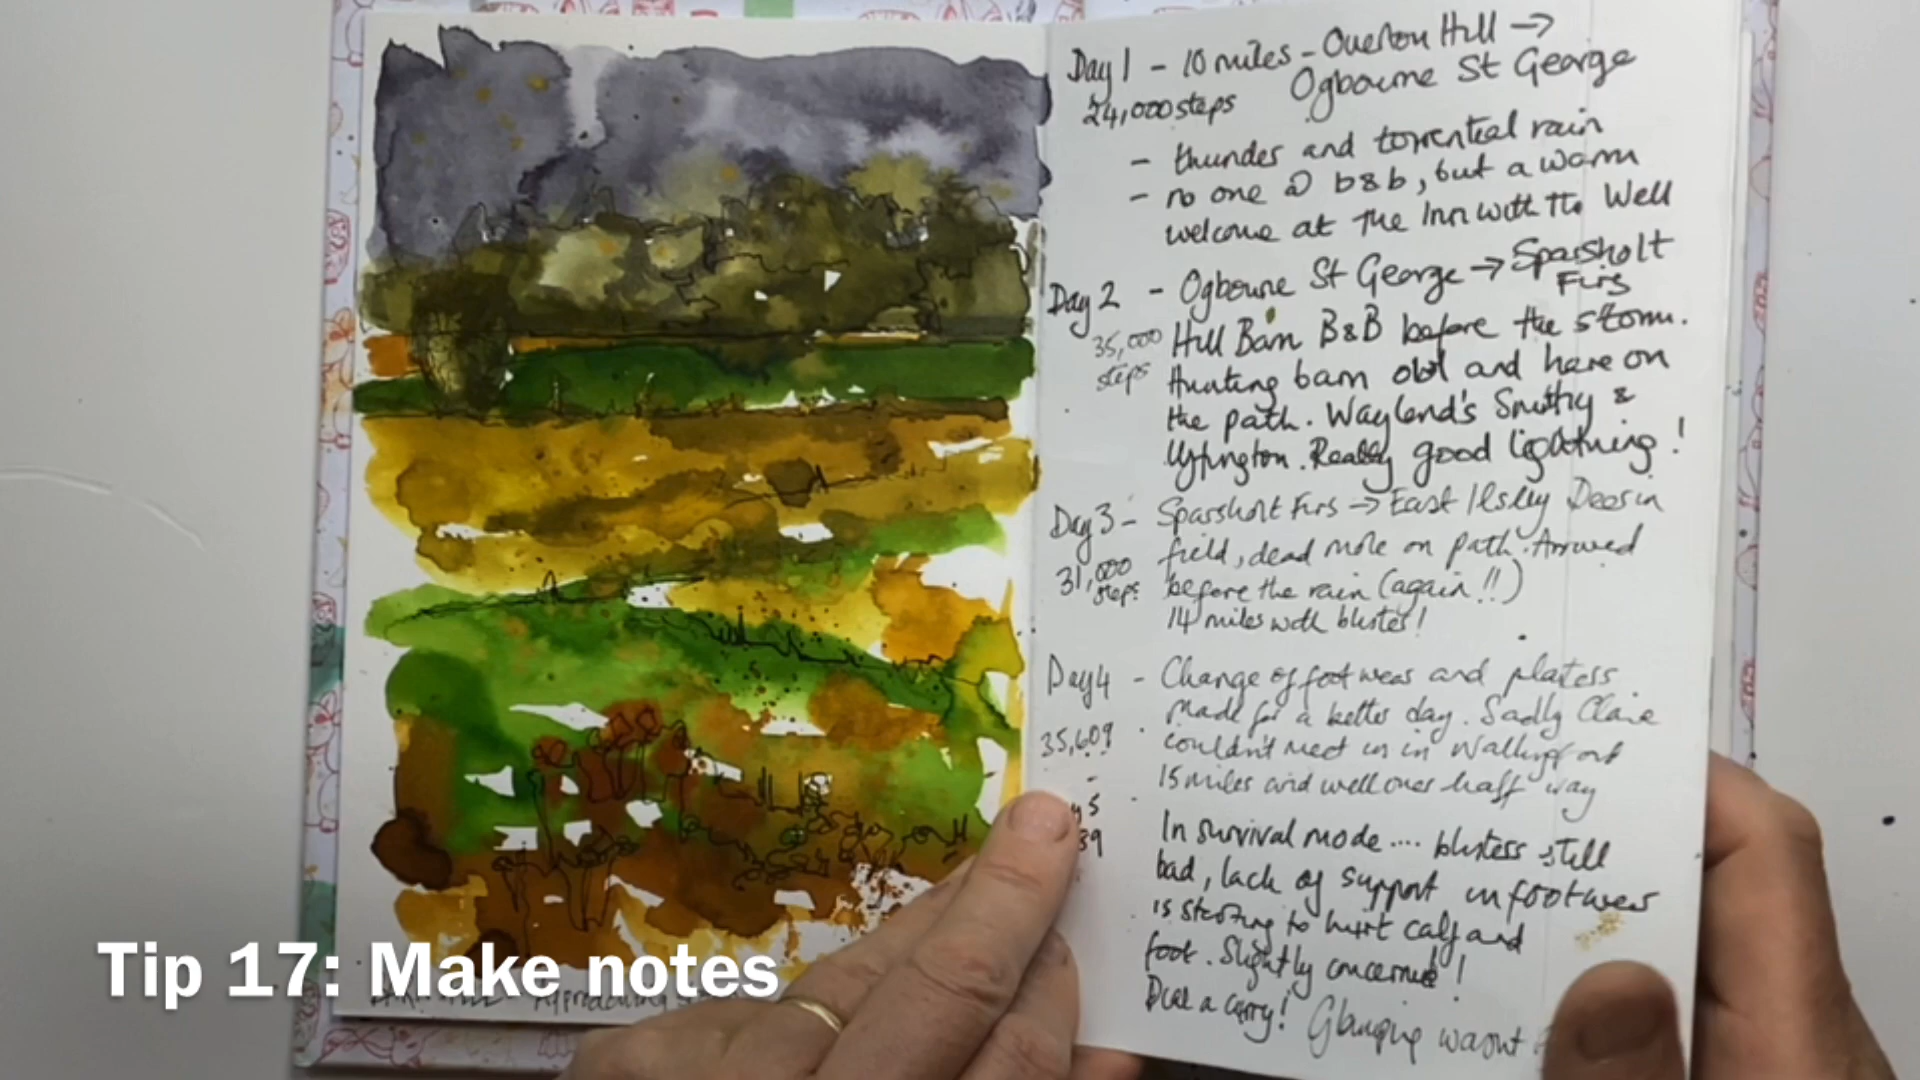 Day 1 - 10 miles - Overton Hill →
Ogbourne St George
24,000 steps
- thunder and torrential rain
- no one @ b&b, but a warm
welcome at the Inn with the Well
Day 2 - Ogbourne St George → Sparsholt
Firs
35,000
steps
Hill Barn B&B before the storm.
Hunting barn owl and hare on
the path. Wayland's Smithy &
Uffington. Really good lightning!
Day 3 - Sparsholt Firs → East Ilsley Deer in
field, dead mole on path. Arrived
31,000
steps
before the rain (again!!)
14 miles with blisters!
Day 4 - Change of footwear and plasters
made for a better day. Sadly Claire
35,609
couldn't meet us in Wallingford
15 miles and well over half way
In survival mode.... blisters still
bad, lack of support in footwear
is starting to hurt calf and
foot. Slightly concerned!
Dial a curry! Glamping wasnt
Approaching
Tip 17: Make notes